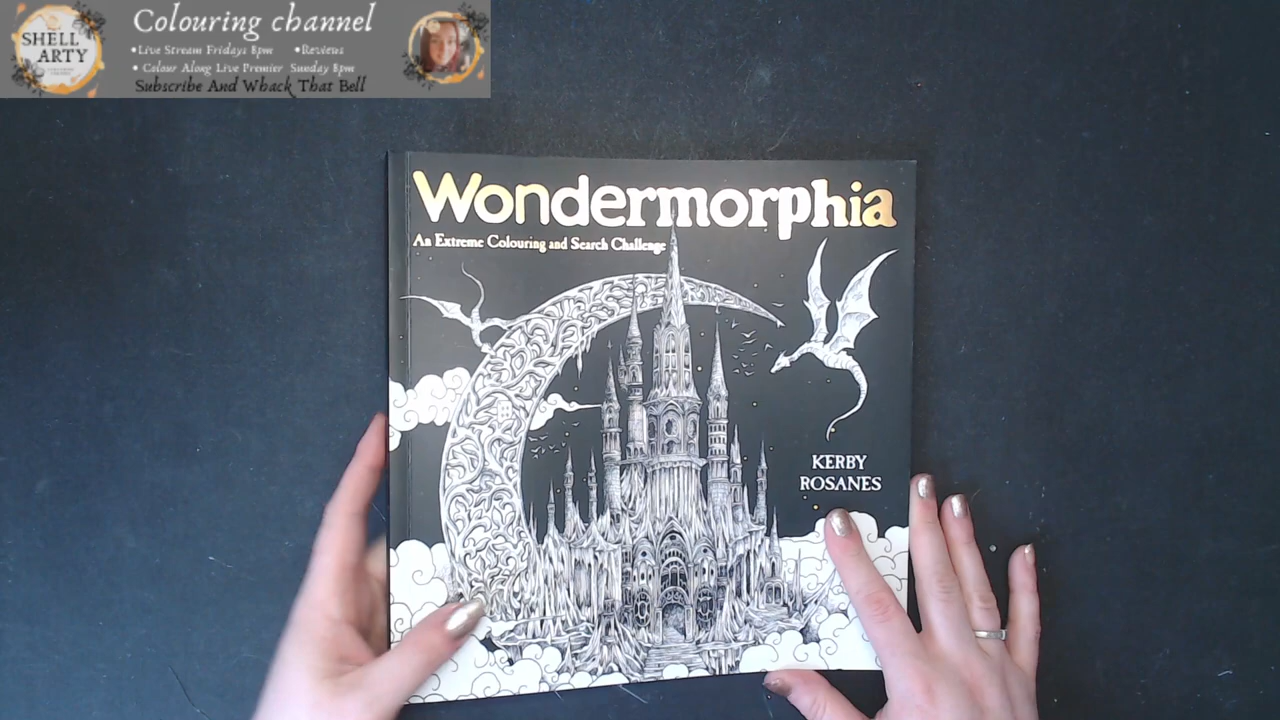 SHELL
ARTY
Colouring channel
•Live Stream Fridays 8pm •Reviews
• Colour Along Live Premier Sunday 8pm
Subscribe And Whack That Bell
Wondermorphia
An Extreme Colouring and Search Challenge
KERBY
ROSANES